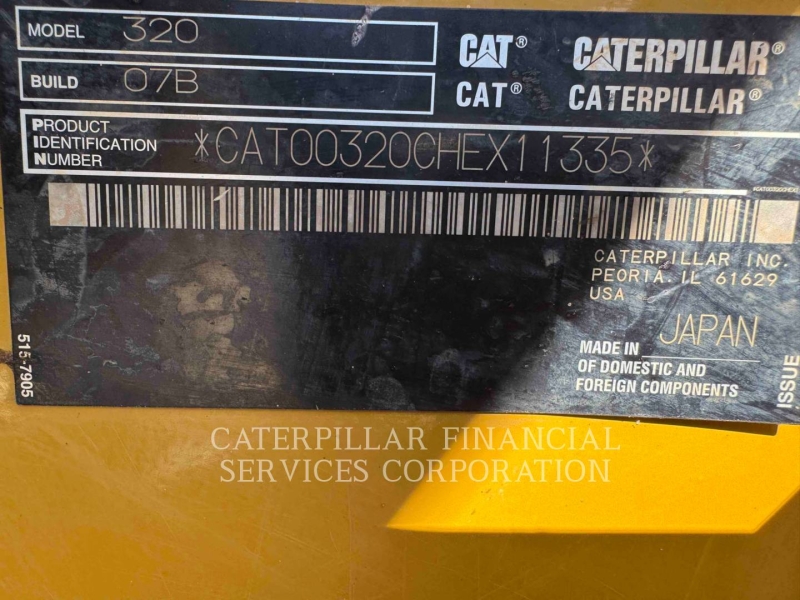 MODEL 320
CAT® CATERPILLAR®
BUILD 07B
CAT® CATERPILLAR®
PRODUCT
IDENTIFICATION
NUMBER
*CAT00320CHEX11335*
CATERPILLAR INC.
PEORIA. IL 61629
USA
MADE IN JAPAN
OF DOMESTIC AND
FOREIGN COMPONENTS
515-7905
ISSUE
CATERPILLAR FINANCIAL
SERVICES CORPORATION